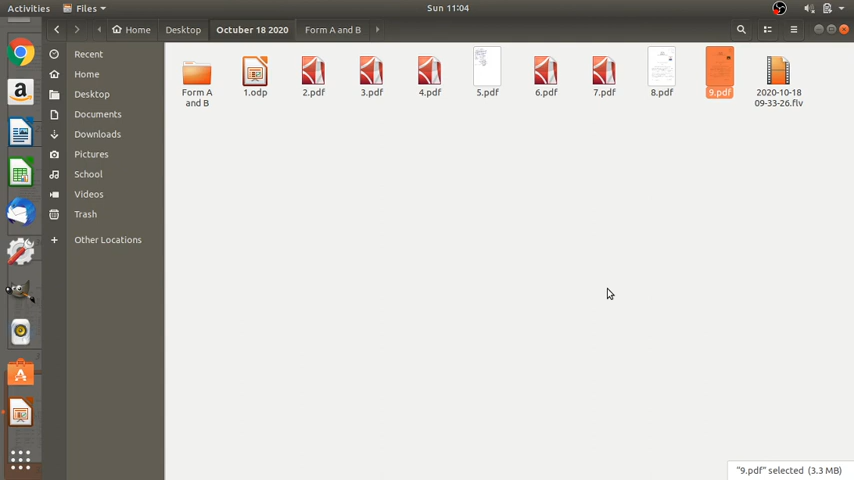 Activities Files Sun 11:04
Home Desktop Octuber 18 2020 Form A and B
Recent
Home
Desktop
Documents
Downloads
Pictures
School
Videos
Trash
Other Locations
Form A and B
1.odp
2.pdf
3.pdf
4.pdf
5.pdf
6.pdf
7.pdf
8.pdf
9.pdf
2020-10-18
09-33-26.flv
"9.pdf" selected (3.3 MB)